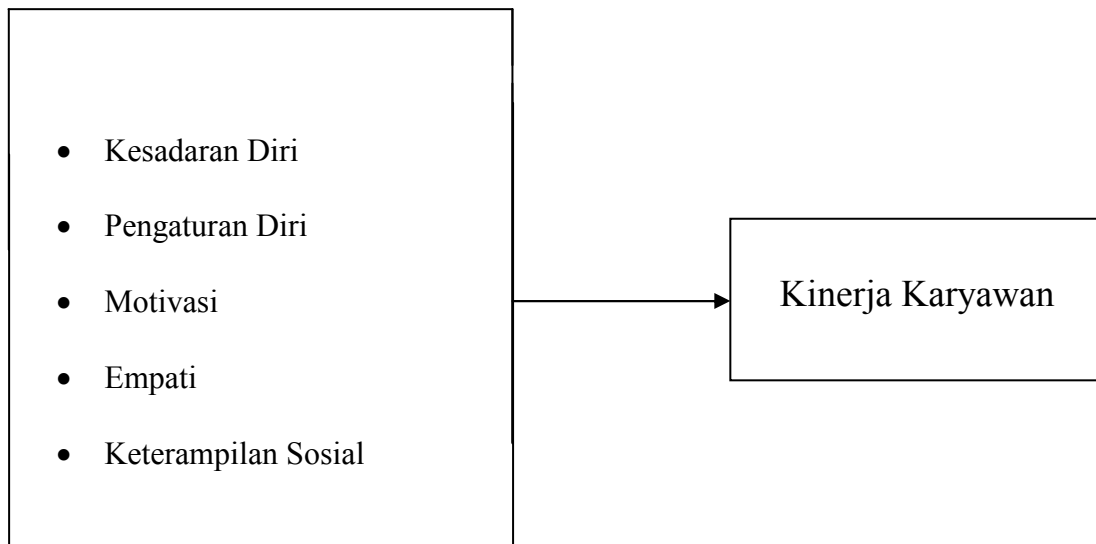 • Kesadaran Diri
• Pengaturan Diri
• Motivasi
• Empati
• Keterampilan Sosial
Kinerja Karyawan